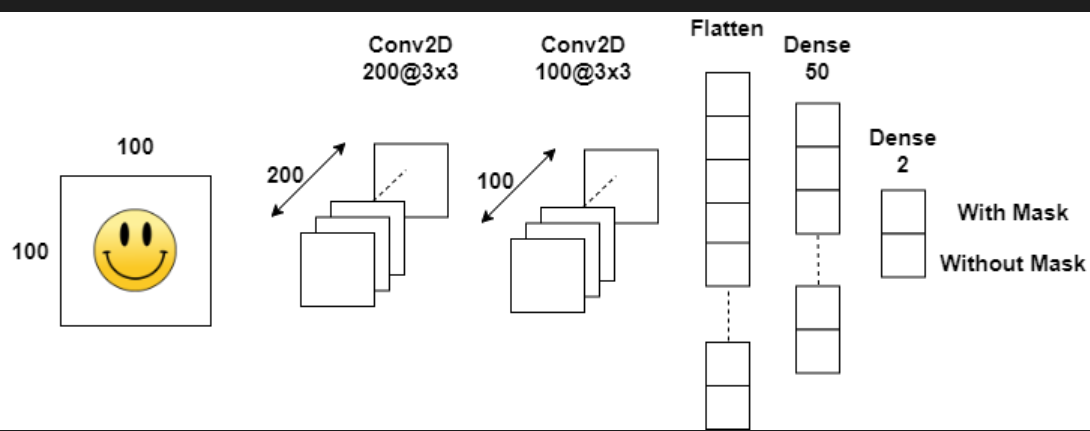 100
100
Conv2D
200@3x3
200
Conv2D
100@3x3
100
Flatten
Dense
50
Dense
2
With Mask
Without Mask